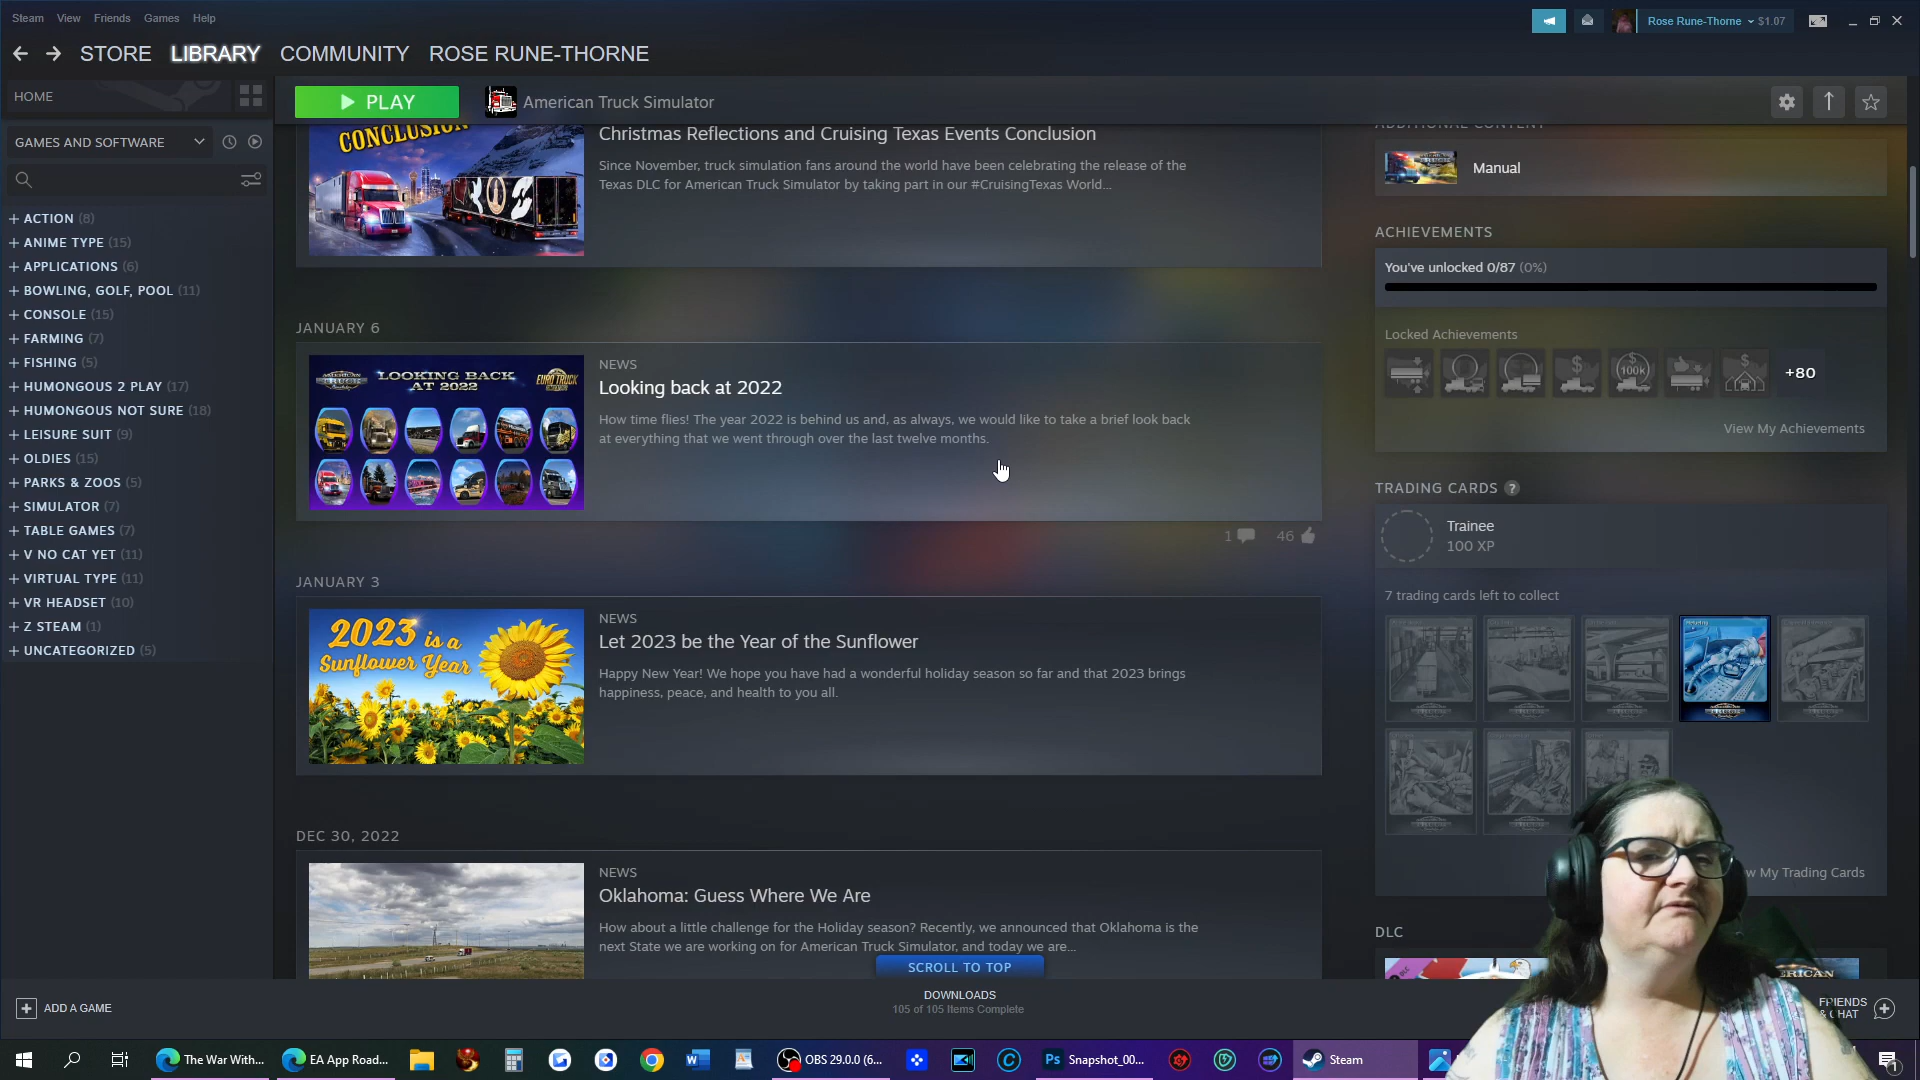 Steam View Friends Games Help
Rose Rune-Thorne $1.07
STORE LIBRARY COMMUNITY ROSE RUNE-THORNE
HOME
PLAY
American Truck Simulator
GAMES AND SOFTWARE
+ ACTION (8)
+ ANIME TYPE (15)
+ APPLICATIONS (6)
+ BOWLING, GOLF, POOL (11)
+ CONSOLE (15)
+ FARMING (7)
+ FISHING (5)
+ HUMONGOUS 2 PLAY (17)
+ HUMONGOUS NOT SURE (18)
+ LEISURE SUIT (9)
+ OLDIES (15)
+ PARKS & ZOOS (5)
+ SIMULATOR (7)
+ TABLE GAMES (7)
+ V NO CAT YET (11)
+ VIRTUAL TYPE (11)
+ VR HEADSET (10)
+ Z STEAM (1)
+ UNCATEGORIZED (5)
CONCLUSION
Christmas Reflections and Cruising Texas Events Conclusion
Since November, truck simulation fans around the world have been celebrating the release of the
Texas DLC for American Truck Simulator by taking part in our #CruisingTexas World...
JANUARY 6
LOOKING BACK
AT 2022
NEWS
Looking back at 2022
How time flies! The year 2022 is behind us and, as always, we would like to take a brief look back
at everything that we went through over the last twelve months.
1 46
JANUARY 3
2023 is a
Sunflower Year
NEWS
Let 2023 be the Year of the Sunflower
Happy New Year! We hope you have had a wonderful holiday season so far and that 2023 brings
happiness, peace, and health to you all.
DEC 30, 2022
NEWS
Oklahoma: Guess Where We Are
How about a little challenge for the Holiday season? Recently, we announced that Oklahoma is the
next State we are working on for American Truck Simulator, and today we are...
SCROLL TO TOP
ADDITIONAL CONTENT
Manual
ACHIEVEMENTS
You've unlocked 0/87 (0%)
Locked Achievements
100k
+80
View My Achievements
TRADING CARDS ?
Trainee
100 XP
7 trading cards left to collect
w My Trading Cards
DLC
ADD A GAME
DOWNLOADS
105 of 105 Items Complete
FRIENDS
& CHAT
The War With...
EA App Road...
OBS 29.0.0 (6...
Ps Snapshot_00...
Steam
1